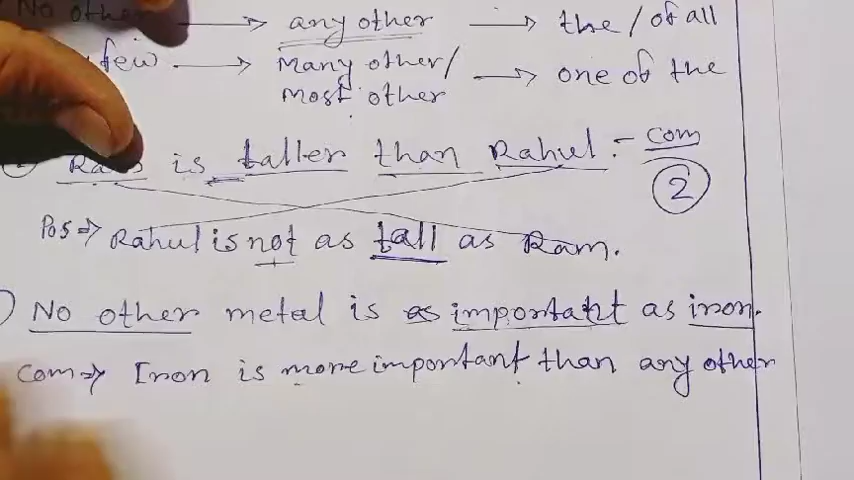 No other → any other → the / of all
few → Many other/ → one of the
Most other
is taller than Rahul :- Com
2
Pos ⇒ Rahul is not as tall as Ram.
No other metal is as important as iron.
Com ⇒ Iron is more important than any other